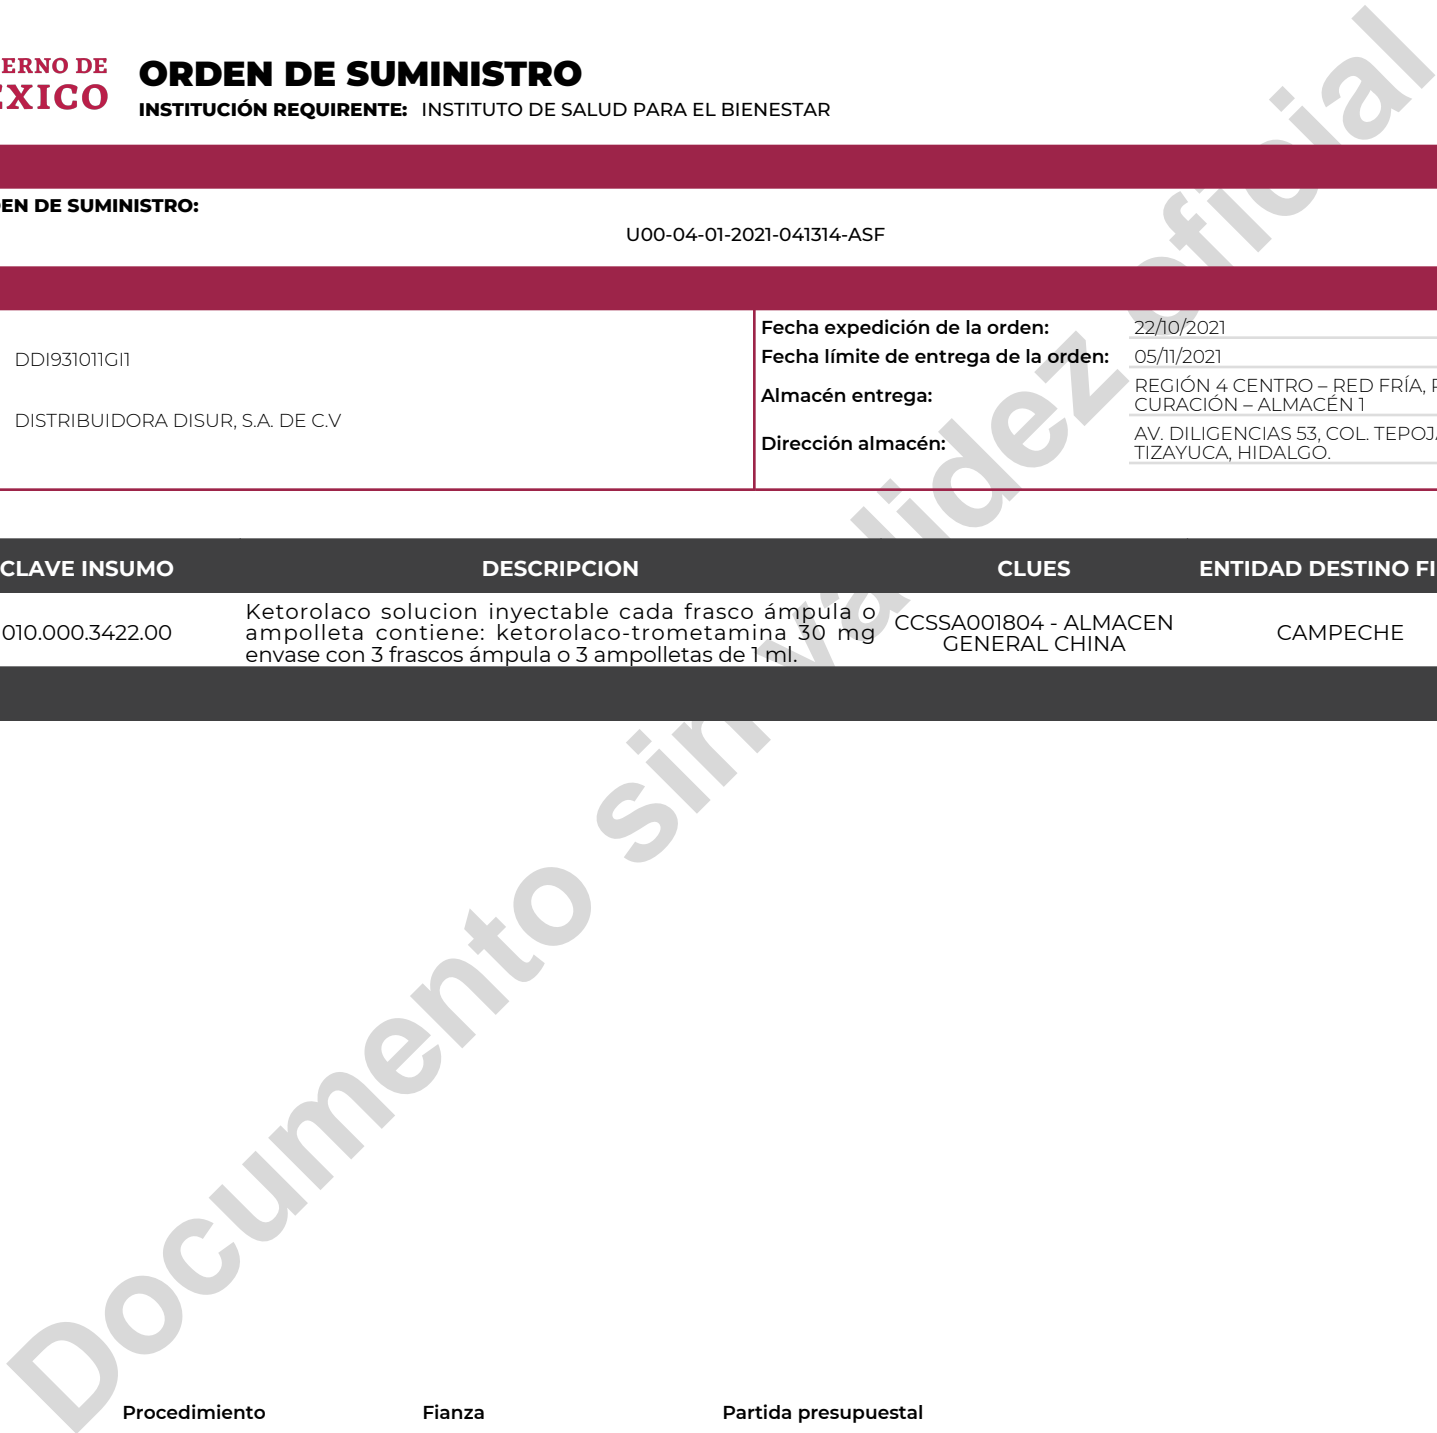 ERNO DE
ORDEN DE SUMINISTRO
INSTITUCIÓN REQUIRENTE: INSTITUTO DE SALUD PARA EL BIENESTAR
EN DE SUMINISTRO:
U00-04-01-2021-041314-ASF
DDI931011GI1
DISTRIBUIDORA DISUR, S.A. DE C.V
Fecha expedición de la orden: 22/10/2021
Fecha límite de entrega de la orden: 05/11/2021
Almacén entrega: REGIÓN 4 CENTRO – RED FRÍA,
CURACIÓN – ALMACÉN 1
Dirección almacén: AV. DILIGENCIAS 53, COL. TEPOJA
TIZAYUCA, HIDALGO.
CLAVE INSUMO DESCRIPCION CLUES ENTIDAD DESTINO FI
010.000.3422.00
Ketorolaco solucion inyectable cada frasco ámpula o
ampolleta contiene: ketorolaco-trometamina 30 mg
envase con 3 frascos ámpula o 3 ampolletas de 1 ml.
CCSSA001804 - ALMACEN
GENERAL CHINA
CAMPECHE
Documento sin validez oficial
Procedimiento Fianza Partida presupuestal